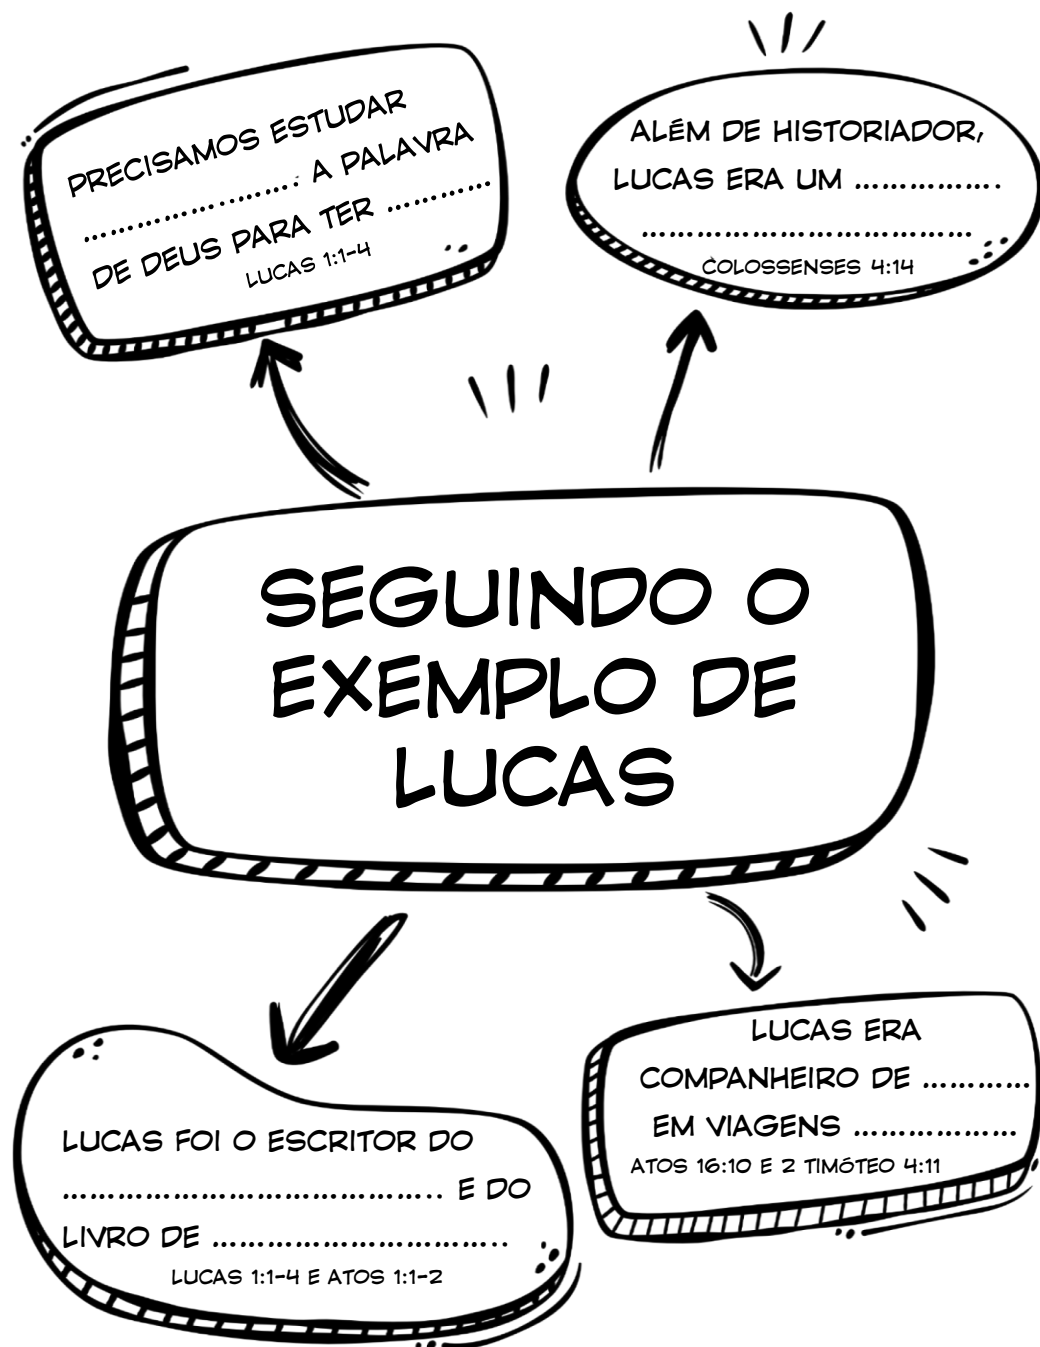 PRECISAMOS ESTUDAR
....................: A PALAVRA
DE DEUS PARA TER ............
LUCAS 1:1-4
ALÉM DE HISTORIADOR,
LUCAS ERA UM ................
....................................
COLOSSENSES 4:14
SEGUINDO O
EXEMPLO DE
LUCAS
LUCAS FOI O ESCRITOR DO
......................................... E DO
LIVRO DE ................................
LUCAS 1:1-4 E ATOS 1:1-2
LUCAS ERA
COMPANHEIRO DE ............
EM VIAGENS ..................
ATOS 16:10 E 2 TIMÓTEO 4:11